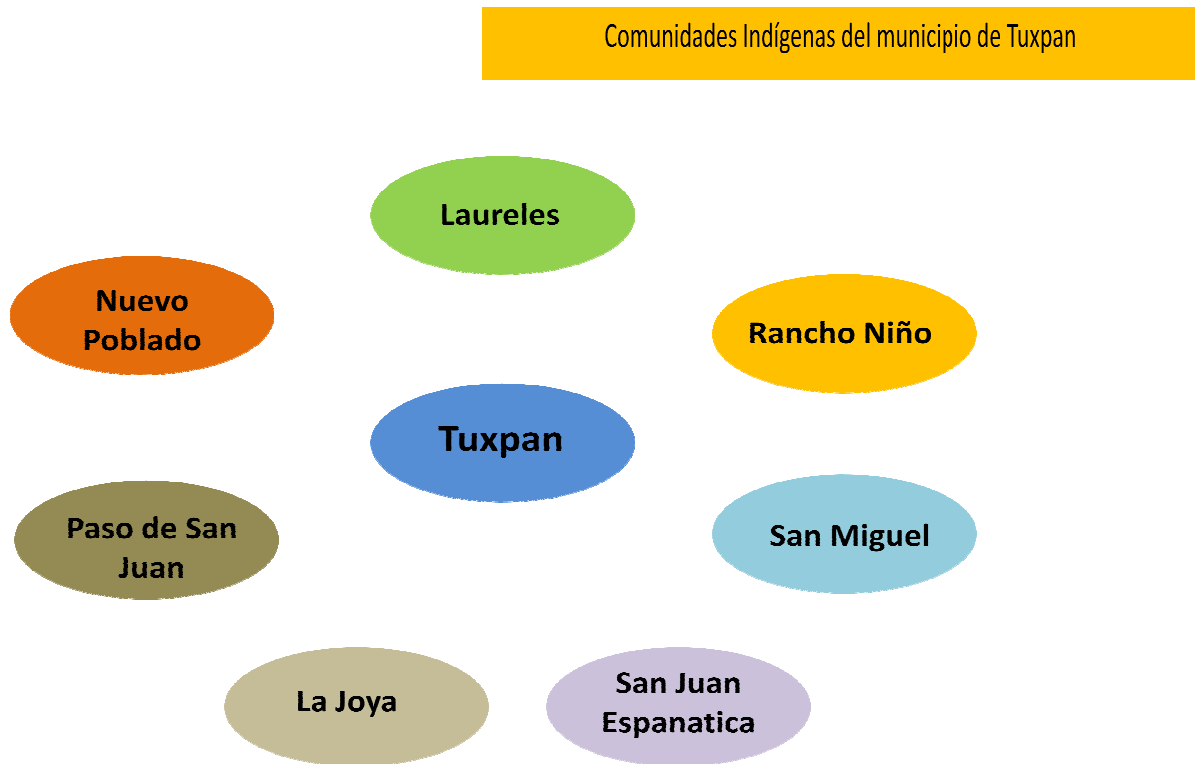 Comunidades Indígenas del municipio de Tuxpan
Laureles
Nuevo
Poblado
Rancho Niño
Tuxpan
Paso de San
Juan
San Miguel
La Joya
San Juan
Espanatica